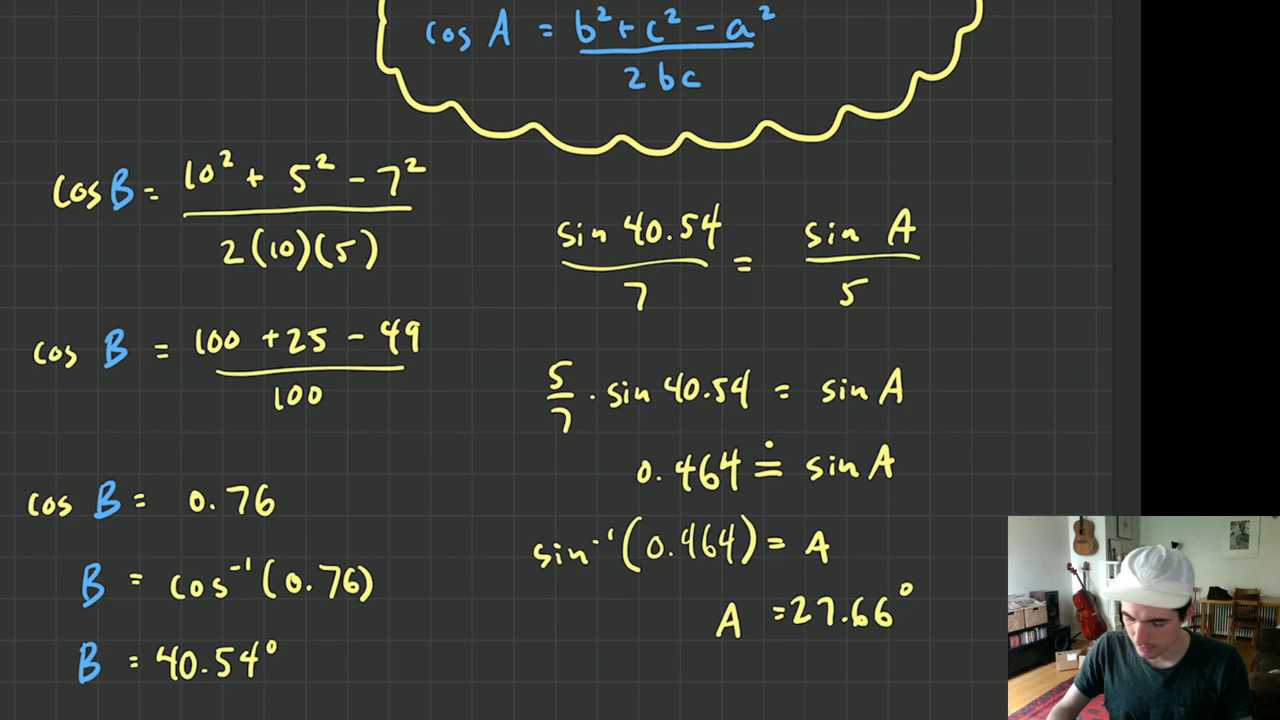 cos A = b² + c² - a² / 2bc
cos B = 10² + 5² - 7² / 2(10)(5)
cos B = 100 + 25 - 49 / 100
cos B = 0.76
B = cos⁻¹(0.76)
B = 40.54°
sin 40.54 / 7 = sin A / 5
5/7 · sin 40.54 = sin A
0.464 ≐ sin A
sin⁻¹(0.464) = A
A = 27.66°